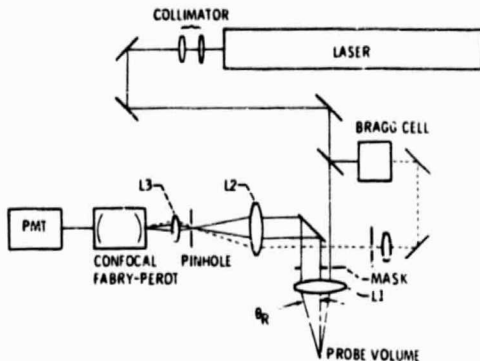 COLLIMATOR
LASER
BRAGG CELL
L3
L2
PMT
CONFOCAL
FABRY-PEROT
PINHOLE
MASK
L1
θR
PROBE VOLUME